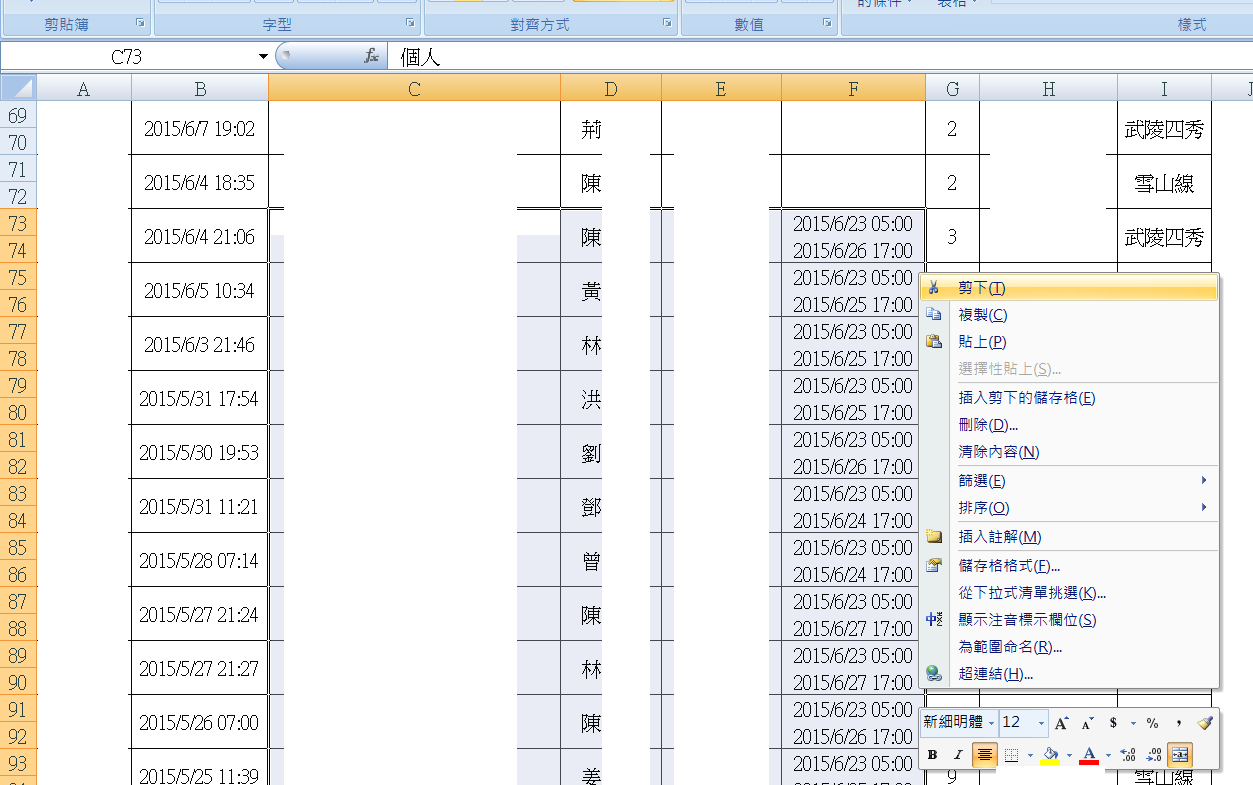 的條件 表格
剪貼簿 字型 對齊方式 數值 樣式
C73 fx 個人
A B C D E F G H I J
69
70 2015/6/7 19:02 荊 2 武陵四秀
71
72 2015/6/4 18:35 陳 2 雪山線
73 2015/6/23 05:00
2015/6/4 21:06 陳 3 武陵四秀
74 2015/6/26 17:00
75 2015/6/23 05:00
2015/6/5 10:34 黃
76 2015/6/25 17:00
77 2015/6/23 05:00
2015/6/3 21:46 林
78 2015/6/25 17:00
79 2015/6/23 05:00
2015/5/31 17:54 洪
80 2015/6/25 17:00
81 2015/6/23 05:00
2015/5/30 19:53 劉
82 2015/6/26 17:00
83 2015/6/23 05:00
2015/5/31 11:21 鄧
84 2015/6/24 17:00
85 2015/6/23 05:00
2015/5/28 07:14 曾
86 2015/6/24 17:00
87 2015/6/23 05:00
2015/5/27 21:24 陳
88 2015/6/27 17:00
89 2015/6/23 05:00
2015/5/27 21:27 林
90 2015/6/27 17:00
91 2015/6/23 05:00
2015/5/26 07:00 陳
92 2015/6/26 17:00
93 2015/6/23 05:00
2015/5/25 11:39 姜 9 雪山線
剪下(T)
複製(C)
貼上(P)
選擇性貼上(S)...
插入剪下的儲存格(E)
刪除(D)...
清除內容(N)
篩選(E)
排序(O)
插入註解(M)
儲存格格式(F)...
從下拉式清單挑選(K)...
顯示注音標示欄位(S)
為範圍命名(R)...
超連結(H)...
新細明體 12 A A $ % ,
B I A .00 .00